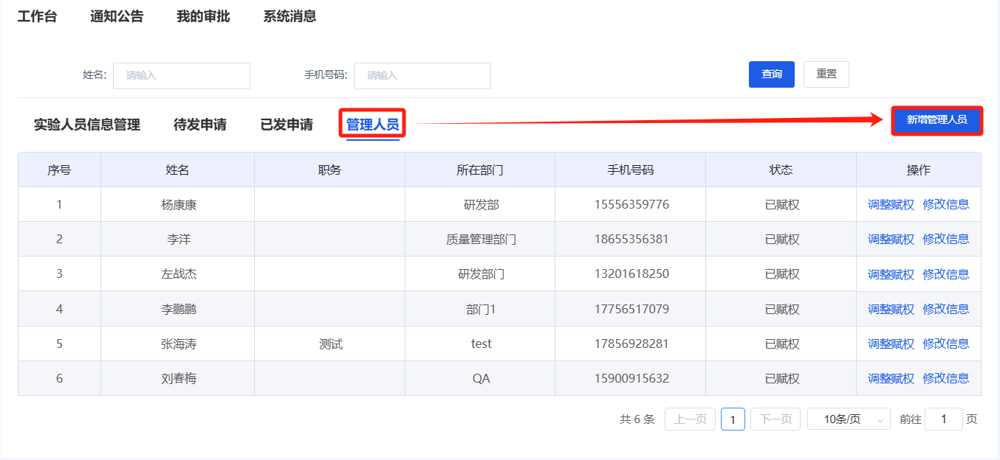 工作台 通知公告 我的审批 系统消息
姓名: 请输入 手机号码: 请输入 查询 重置
实验人员信息管理 待发申请 已发申请 管理人员 新增管理人员
序号 姓名 职务 所在部门 手机号码 状态 操作
1 杨康康 研发部 15556359776 已赋权 调整赋权 修改信息
2 李洋 质量管理部门 18655356381 已赋权 调整赋权 修改信息
3 左战杰 研发部门 13201618250 已赋权 调整赋权 修改信息
4 李鹏鹏 部门1 17756517079 已赋权 调整赋权 修改信息
5 张海涛 测试 test 17856928281 已赋权 调整赋权 修改信息
6 刘春梅 QA 15900915632 已赋权 调整赋权 修改信息
共 6 条 上一页 1 下一页 10条/页 前往 1 页